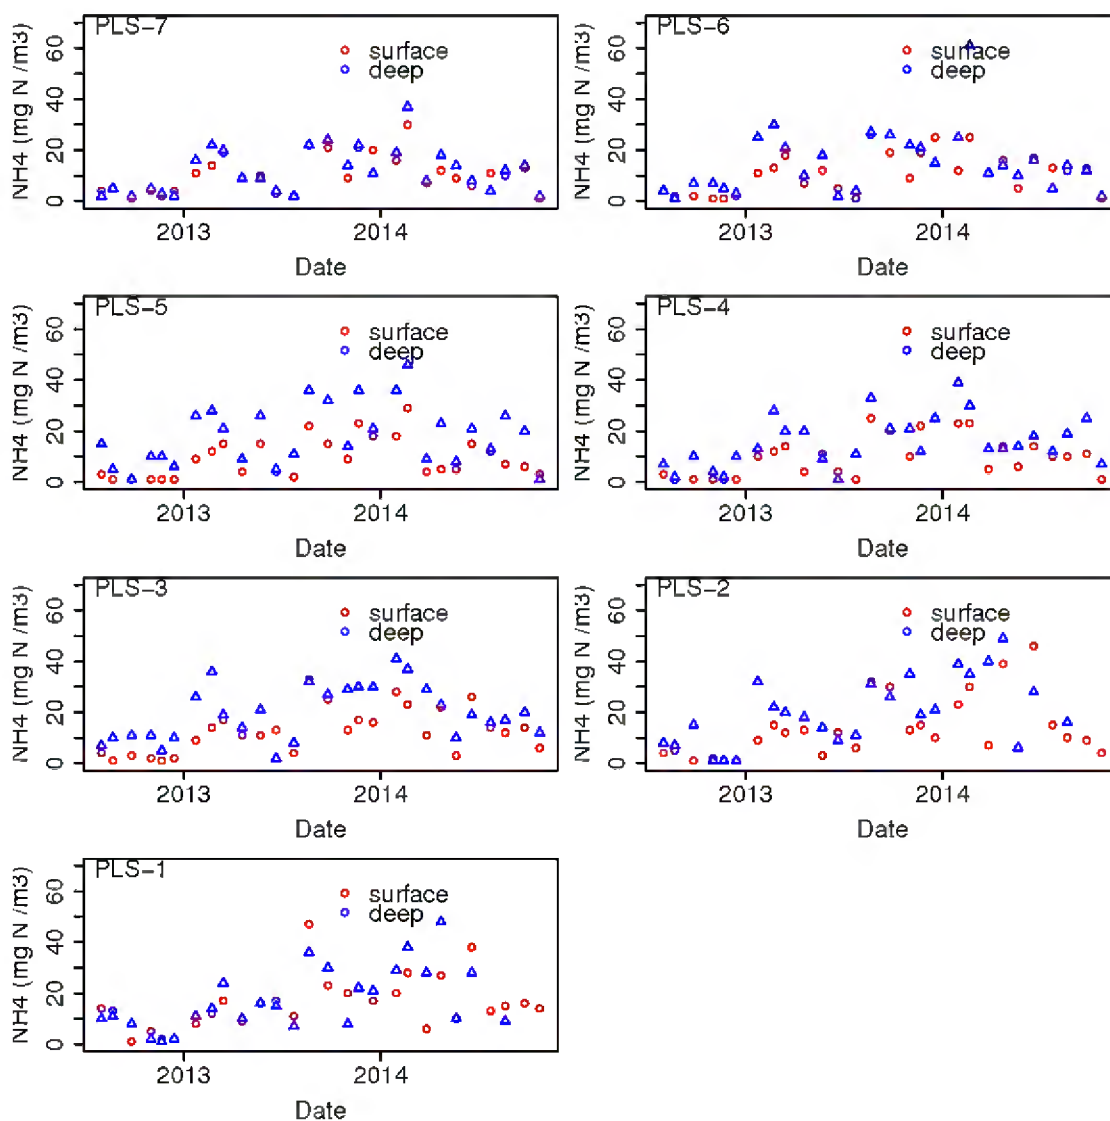 PLS-7
surface
deep
NH4 (mg N /m3)
0 20 40 60
2013 2014
Date
PLS-6
surface
deep
NH4 (mg N /m3)
0 20 40 60
2013 2014
Date
PLS-5
surface
deep
NH4 (mg N /m3)
0 20 40 60
2013 2014
Date
PLS-4
surface
deep
NH4 (mg N /m3)
0 20 40 60
2013 2014
Date
PLS-3
surface
deep
NH4 (mg N /m3)
0 20 40 60
2013 2014
Date
PLS-2
surface
deep
NH4 (mg N /m3)
0 20 40 60
2013 2014
Date
PLS-1
surface
deep
NH4 (mg N /m3)
0 20 40 60
2013 2014
Date